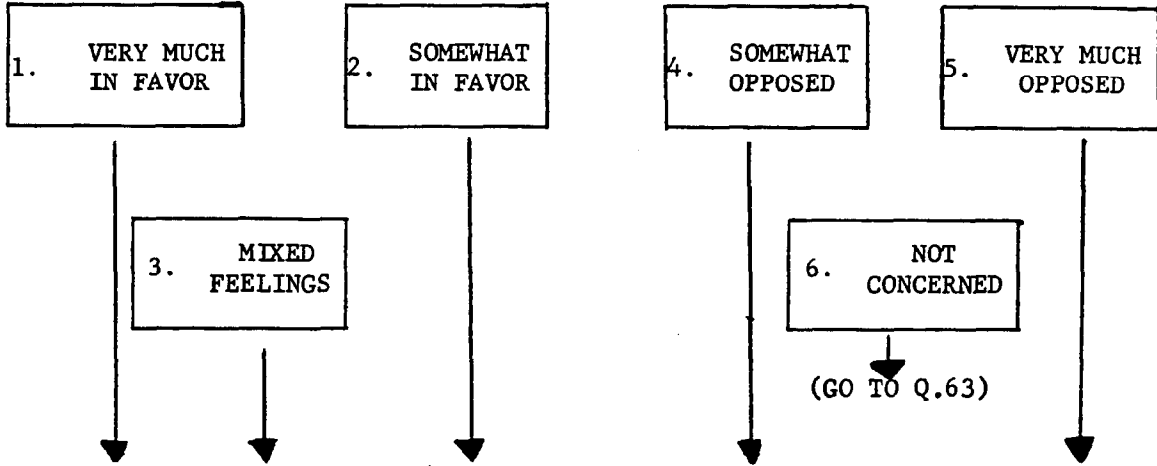 1. VERY MUCH
IN FAVOR
2. SOMEWHAT
IN FAVOR
4. SOMEWHAT
OPPOSED
5. VERY MUCH
OPPOSED
3. MIXED
FEELINGS
6. NOT
CONCERNED
(GO TO Q.63)